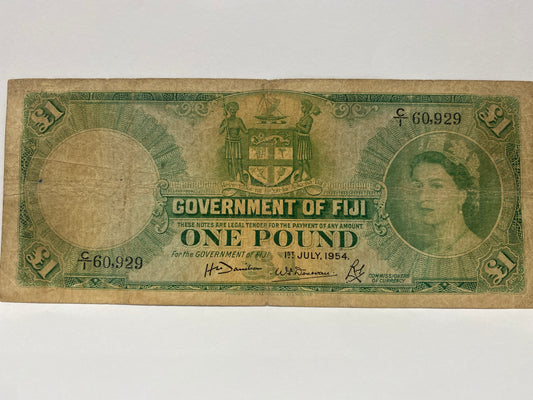 £1 C/1 60,929 £1
GOVERNMENT OF FIJI
THESE NOTES ARE LEGAL TENDER FOR THE PAYMENT OF ANY AMOUNT.
ONE POUND
C/1 60,929 For the GOVERNMENT OF FIJI 1ST JULY, 1954.
COMMISSIONERS
OF CURRENCY
£1 £1